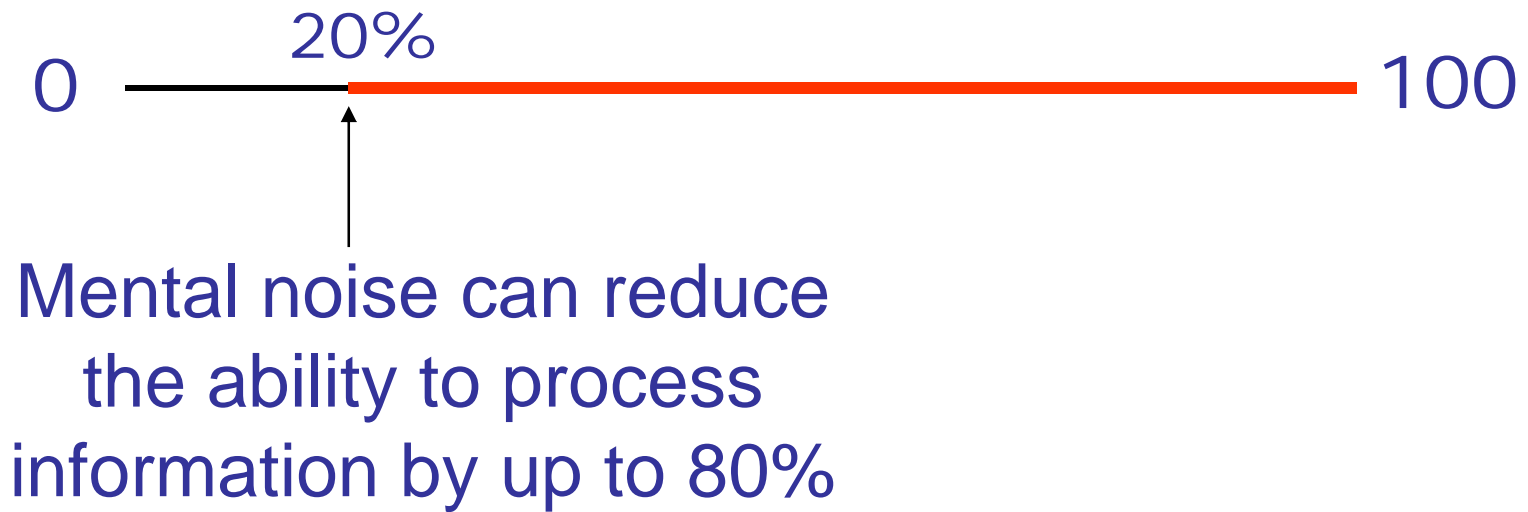 20%
0
100
Mental noise can reduce
the ability to process
information by up to 80%